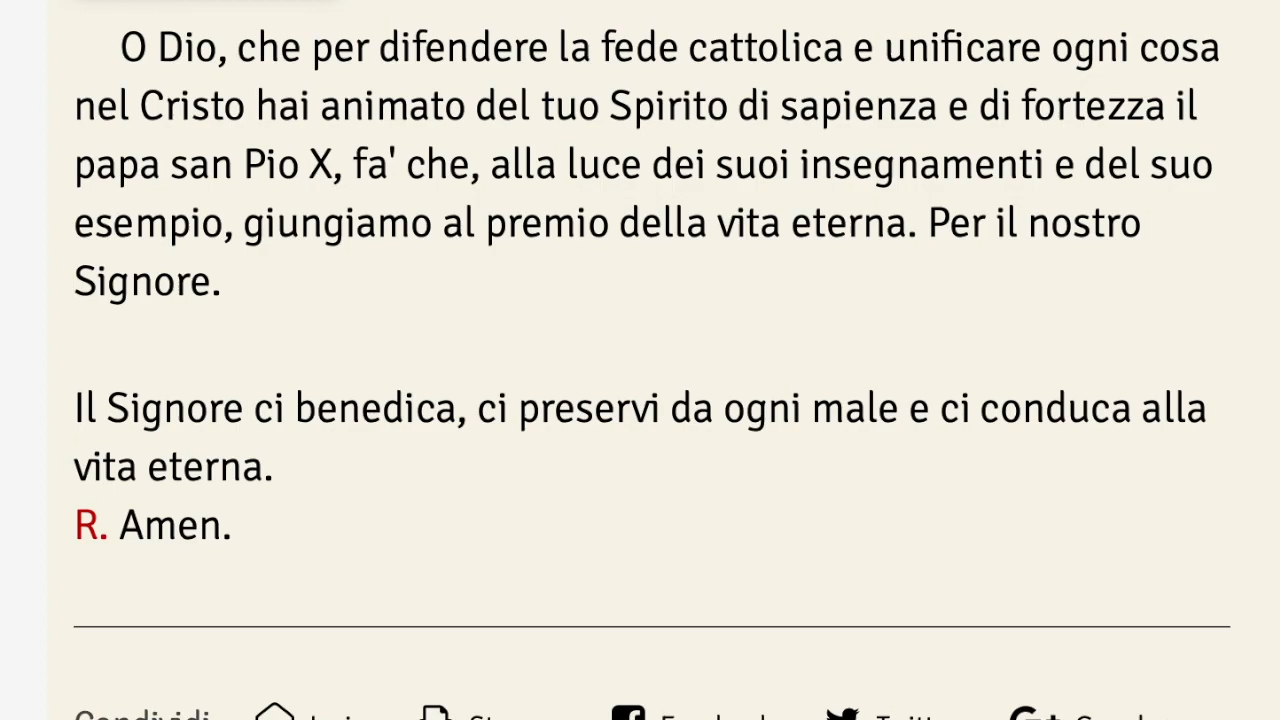 O Dio, che per difendere la fede cattolica e unificare ogni cosa
nel Cristo hai animato del tuo Spirito di sapienza e di fortezza il
papa san Pio X, fa' che, alla luce dei suoi insegnamenti e del suo
esempio, giungiamo al premio della vita eterna. Per il nostro
Signore.
Il Signore ci benedica, ci preservi da ogni male e ci conduca alla
vita eterna.
R. Amen.
Condividi